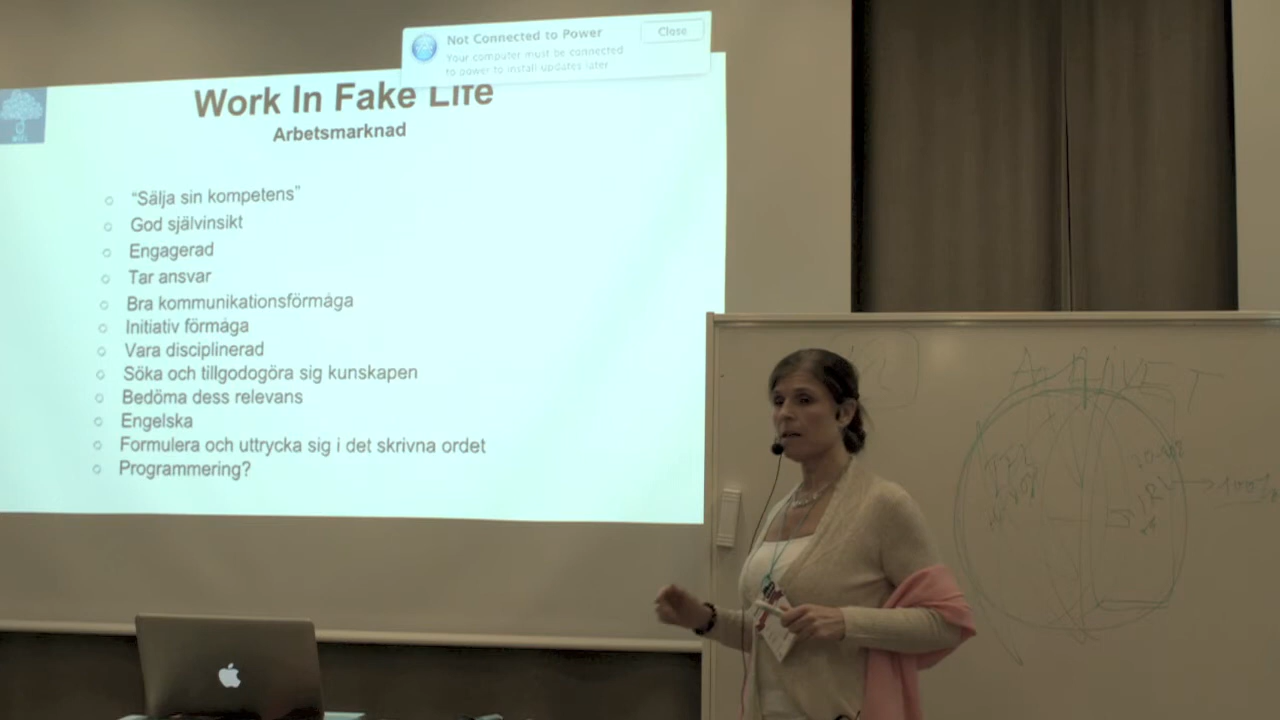 Not Connected to Power
Close
Your computer must be connected
to power to install updates later
Work In Fake Life
Arbetsmarknad
“Sälja sin kompetens”
God självinsikt
Engagerad
Tar ansvar
Bra kommunikationsförmåga
Initiativ förmåga
Vara disciplinerad
Söka och tillgodogöra sig kunskapen
Bedöma dess relevans
Engelska
Formulera och uttrycka sig i det skrivna ordet
Programmering?